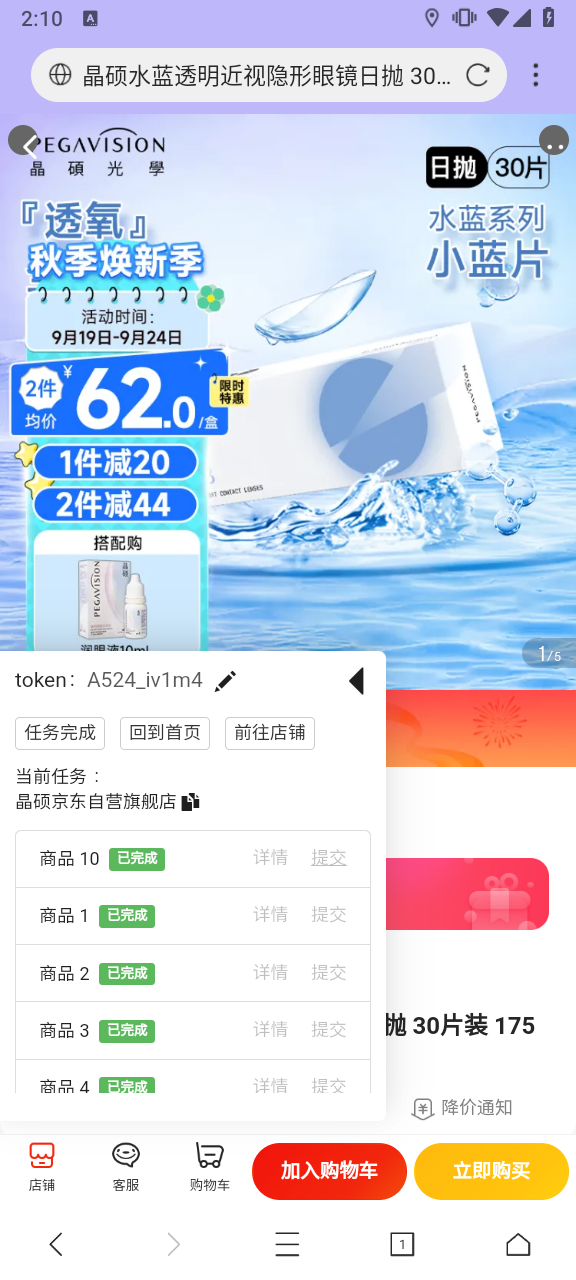 2:10
A
晶硕水蓝透明近视隐形眼镜日抛 30...
PEGAVISION
晶硕光學
日抛 30片
『透氧』
秋季焕新季
水蓝系列
小蓝片
活动时间:
9月19日-9月24日
2件
均价
¥62.0/盒
限时
特惠
1件减20
2件减44
搭配购
PEGAVISION
润眼液10ml
1/5
token: A524_iv1m4
任务完成 回到首页 前往店铺
当前任务：
晶硕京东自营旗舰店
商品 10 已完成 详情 提交
商品 1 已完成 详情 提交
商品 2 已完成 详情 提交
商品 3 已完成 详情 提交
抛 30片装 175
商品 4 已完成 详情 提交
降价通知
店铺 客服 购物车 加入购物车 立即购买
1